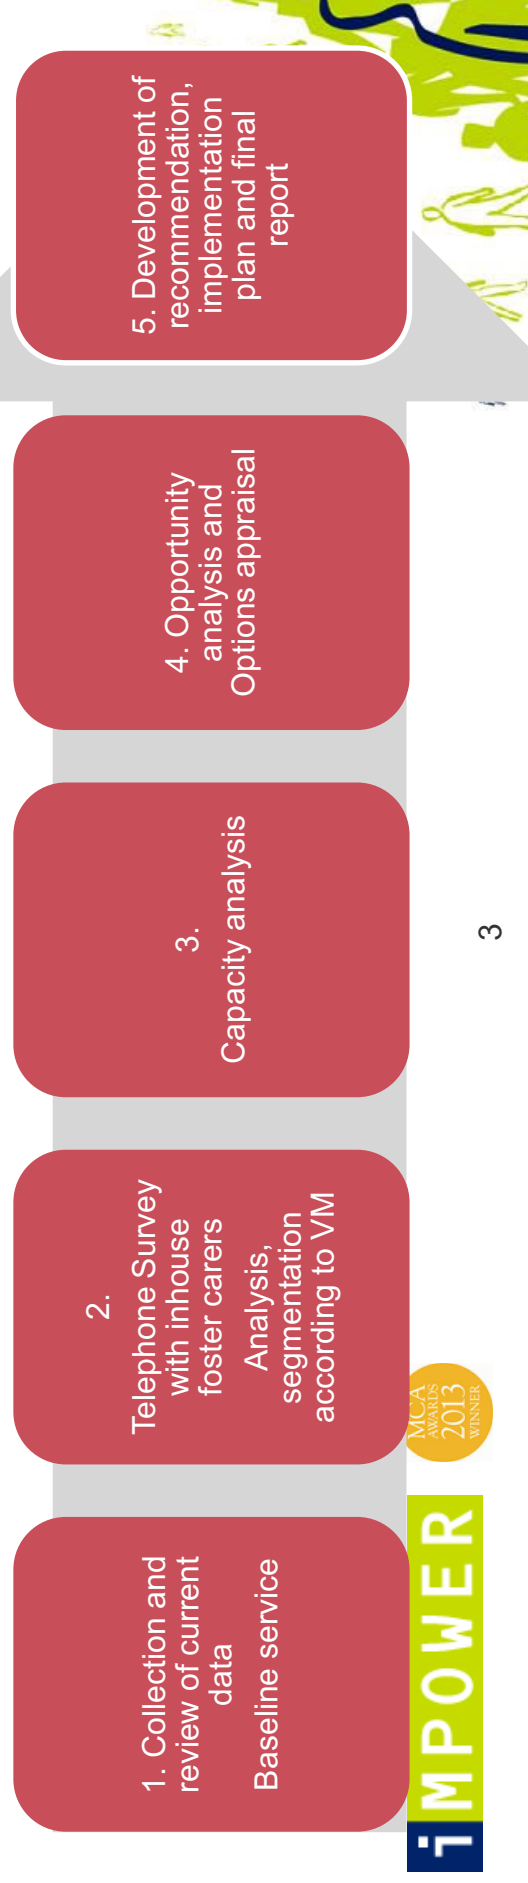 1. Collection and
review of current
data
Baseline service
2.
Telephone Survey
with inhouse
foster carers
Analysis,
segmentation
according to VM
3.
Capacity analysis
4. Opportunity
analysis and
Options appraisal
5. Development of
recommendation,
implementation
plan and final
report
iMPOWER
MCA
AWARDS
2013
WINNER
3